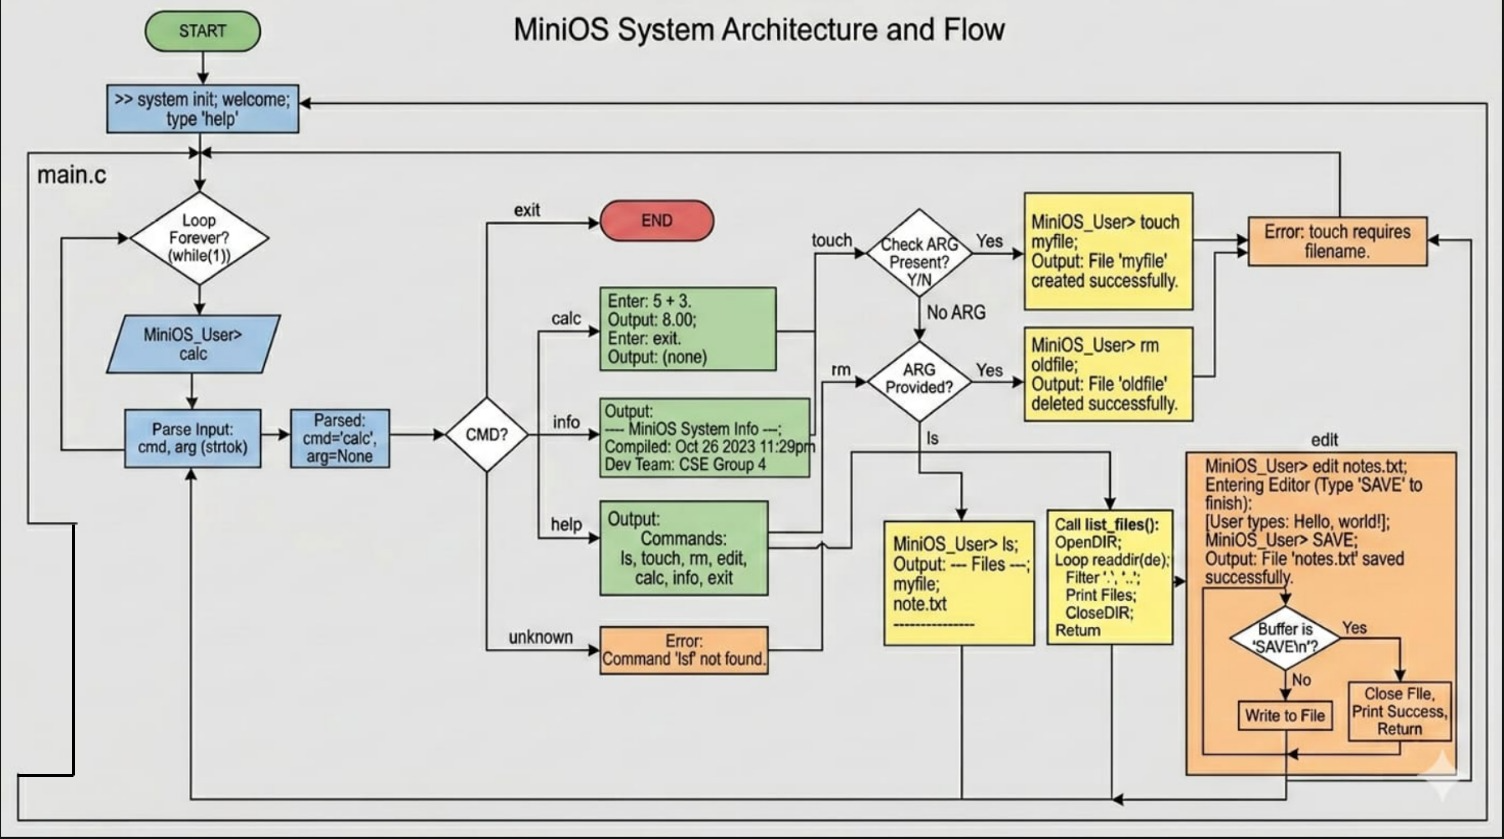 MiniOS System Architecture and Flow
START
>> system init; welcome;
type 'help'
main.c
Loop
Forever?
(while(1))
MiniOS_User>
calc
Parse Input:
cmd, arg (strtok)
Parsed:
cmd='calc',
arg=None
CMD?
exit
END
calc
Enter: 5 + 3.
Output: 8.00;
Enter: exit.
Output: (none)
info
Output:
---- MiniOS System Info ---;
Compiled: Oct 26 2023 11:29pm
Dev Team: CSE Group 4
help
Output:
Commands:
ls, touch, rm, edit,
calc, info, exit
unknown
Error:
Command 'lsf' not found.
touch
Check ARG
Present?
Y/N
Yes
No ARG
MiniOS_User> touch
myfile;
Output: File 'myfile'
created successfully.
Error: touch requires
filename.
rm
ARG
Provided?
Yes
MiniOS_User> rm
oldfile;
Output: File 'oldfile'
deleted successfully.
ls
MiniOS_User> ls;
Output: --- Files ---;
myfile;
note.txt
---------------
Call list_files():
OpenDIR;
Loop readdir(de);
Filter '.', '..';
Print Files;
CloseDIR;
Return
edit
MiniOS_User> edit notes.txt;
Entering Editor (Type 'SAVE' to
finish):
[User types: Hello, world!];
MiniOS_User> SAVE;
Output: File 'notes.txt' saved
successfully.
Buffer is
'SAVE\n'?
Yes
No
Write to File
Close File,
Print Success,
Return